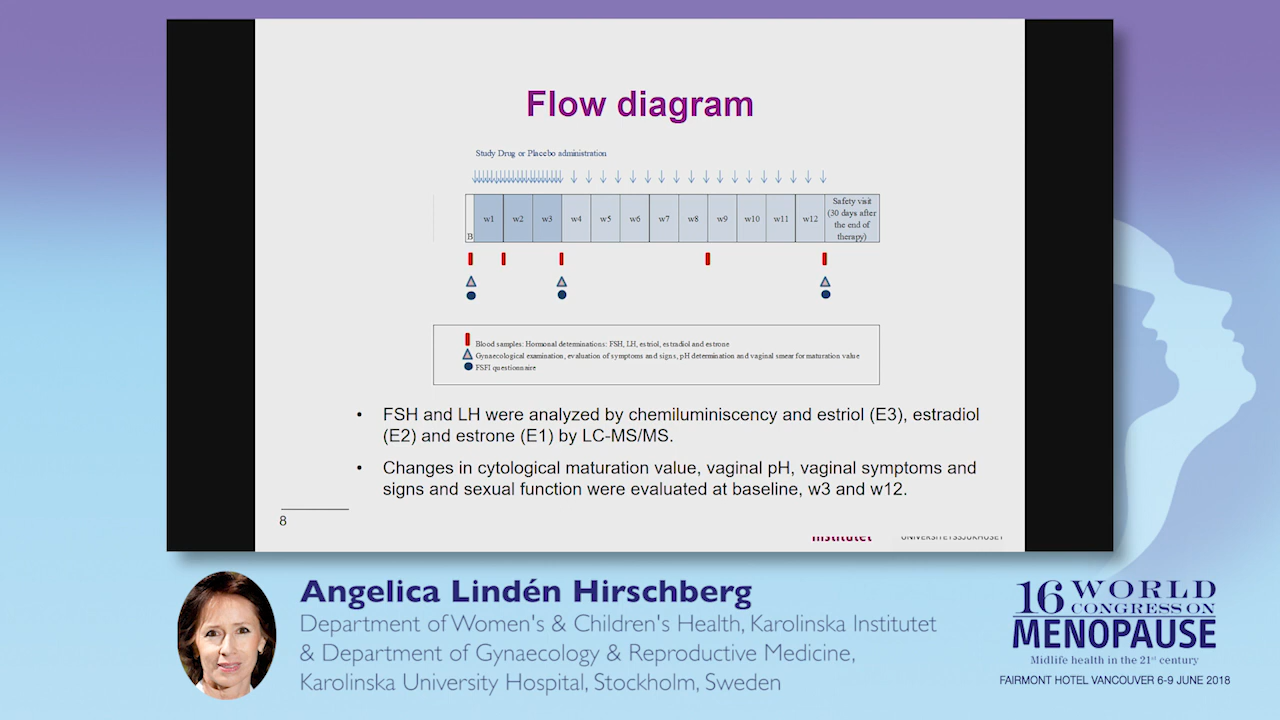 Flow diagram
Study Drug or Placebo administration
B
w1 w2 w3 w4 w5 w6 w7 w8 w9 w10 w11 w12
Safety visit
(30 days after
the end of
therapy)
Blood samples: Hormonal determinations: FSH, LH, estriol, estradiol and estrone
Gynaecological examination, evaluation of symptoms and signs, pH determination and vaginal smear for maturation value
FSFI questionnaire
• FSH and LH were analyzed by chemiluminiscency and estriol (E3), estradiol
(E2) and estrone (E1) by LC-MS/MS.
• Changes in cytological maturation value, vaginal pH, vaginal symptoms and
signs and sexual function were evaluated at baseline, w3 and w12.
8
Institutet
UNIVERSITETSSJUKHUSET
Angelica Lindén Hirschberg
Department of Women's & Children's Health, Karolinska Institutet
& Department of Gynaecology & Reproductive Medicine,
Karolinska University Hospital, Stockholm, Sweden
16 WORLD
CONGRESS ON
MENOPAUSE
Midlife health in the 21st century
FAIRMONT HOTEL VANCOUVER 6-9 JUNE 2018